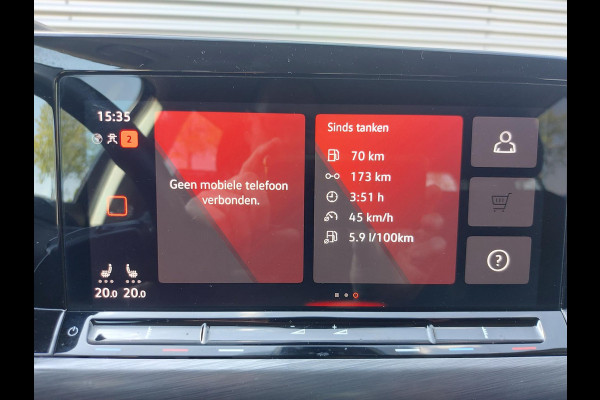 15:35
2
Geen mobiele telefoon
verbonden.
Sinds tanken
70 km
173 km
3:51 h
45 km/h
5.9 l/100km
?
20.0 20.0
- +